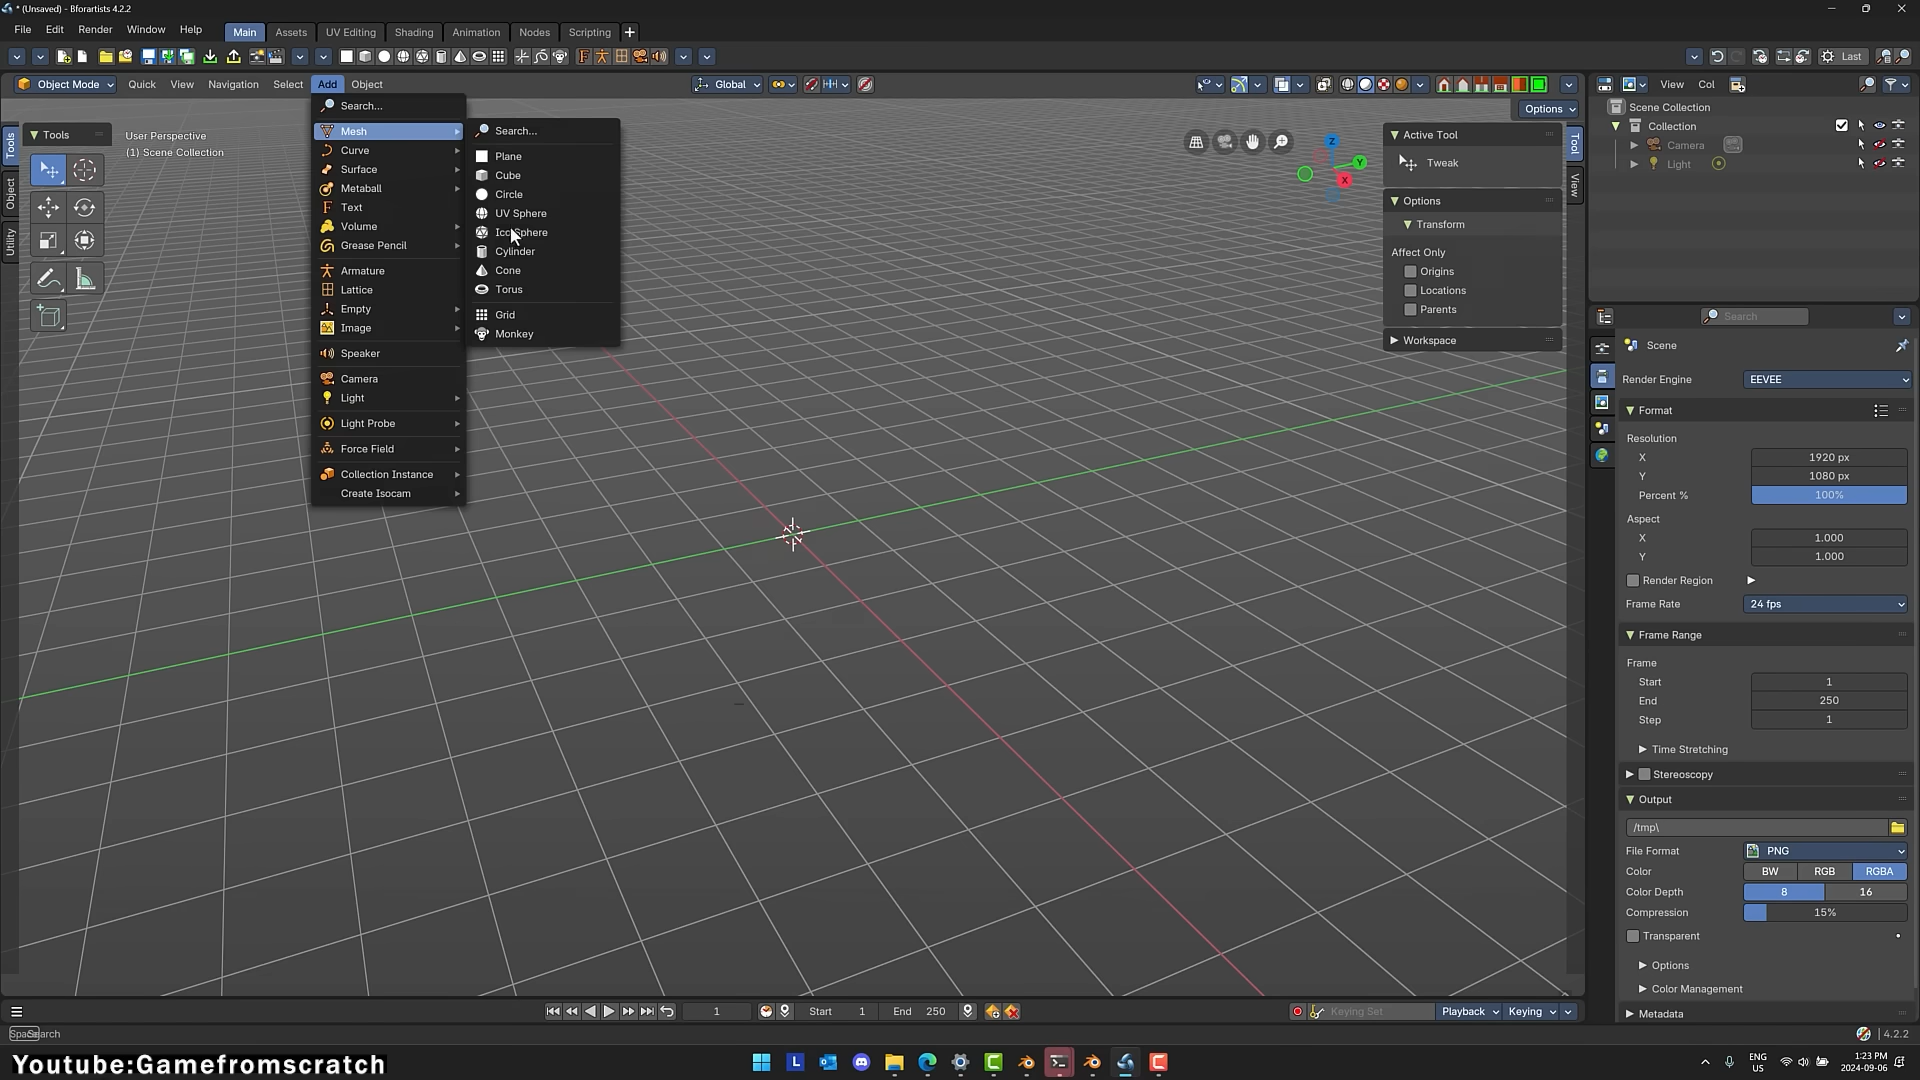 * (Unsaved) - Bforartists 4.2.2
File Edit Render Window Help Main Assets UV Editing Shading Animation Nodes Scripting
Last
Object Mode Quick View Navigation Select Add Object Global View Col
Options
Search...
Mesh
Curve
Surface
Metaball
Text
Volume
Grease Pencil
Armature
Lattice
Empty
Image
Speaker
Camera
Light
Light Probe
Force Field
Collection Instance
Create Isocam
Search...
Plane
Cube
Circle
UV Sphere
Ico Sphere
Cylinder
Cone
Torus
Grid
Monkey
Tools
Object
Utility
Tools
User Perspective
(1) Scene Collection
Z
Y
X
Tool
View
Active Tool
Tweak
Options
Transform
Affect Only
Origins
Locations
Parents
Workspace
Scene Collection
Collection
Camera
Light
Search
Scene
Render Engine EEVEE
Format
Resolution
X 1920 px
Y 1080 px
Percent % 100%
Aspect
X 1.000
Y 1.000
Render Region
Frame Rate 24 fps
Frame Range
Frame
Start 1
End 250
Step 1
Time Stretching
Stereoscopy
Output
/tmp\
File Format PNG
Color BW RGB RGBA
Color Depth 8 16
Compression 15%
Transparent
Options
Color Management
Metadata
1 Start 1 End 250 Keying Set Playback Keying
Search
4.2.2
Youtube:Gamefromscratch
L
ENG
US
1:23 PM
2024-09-06